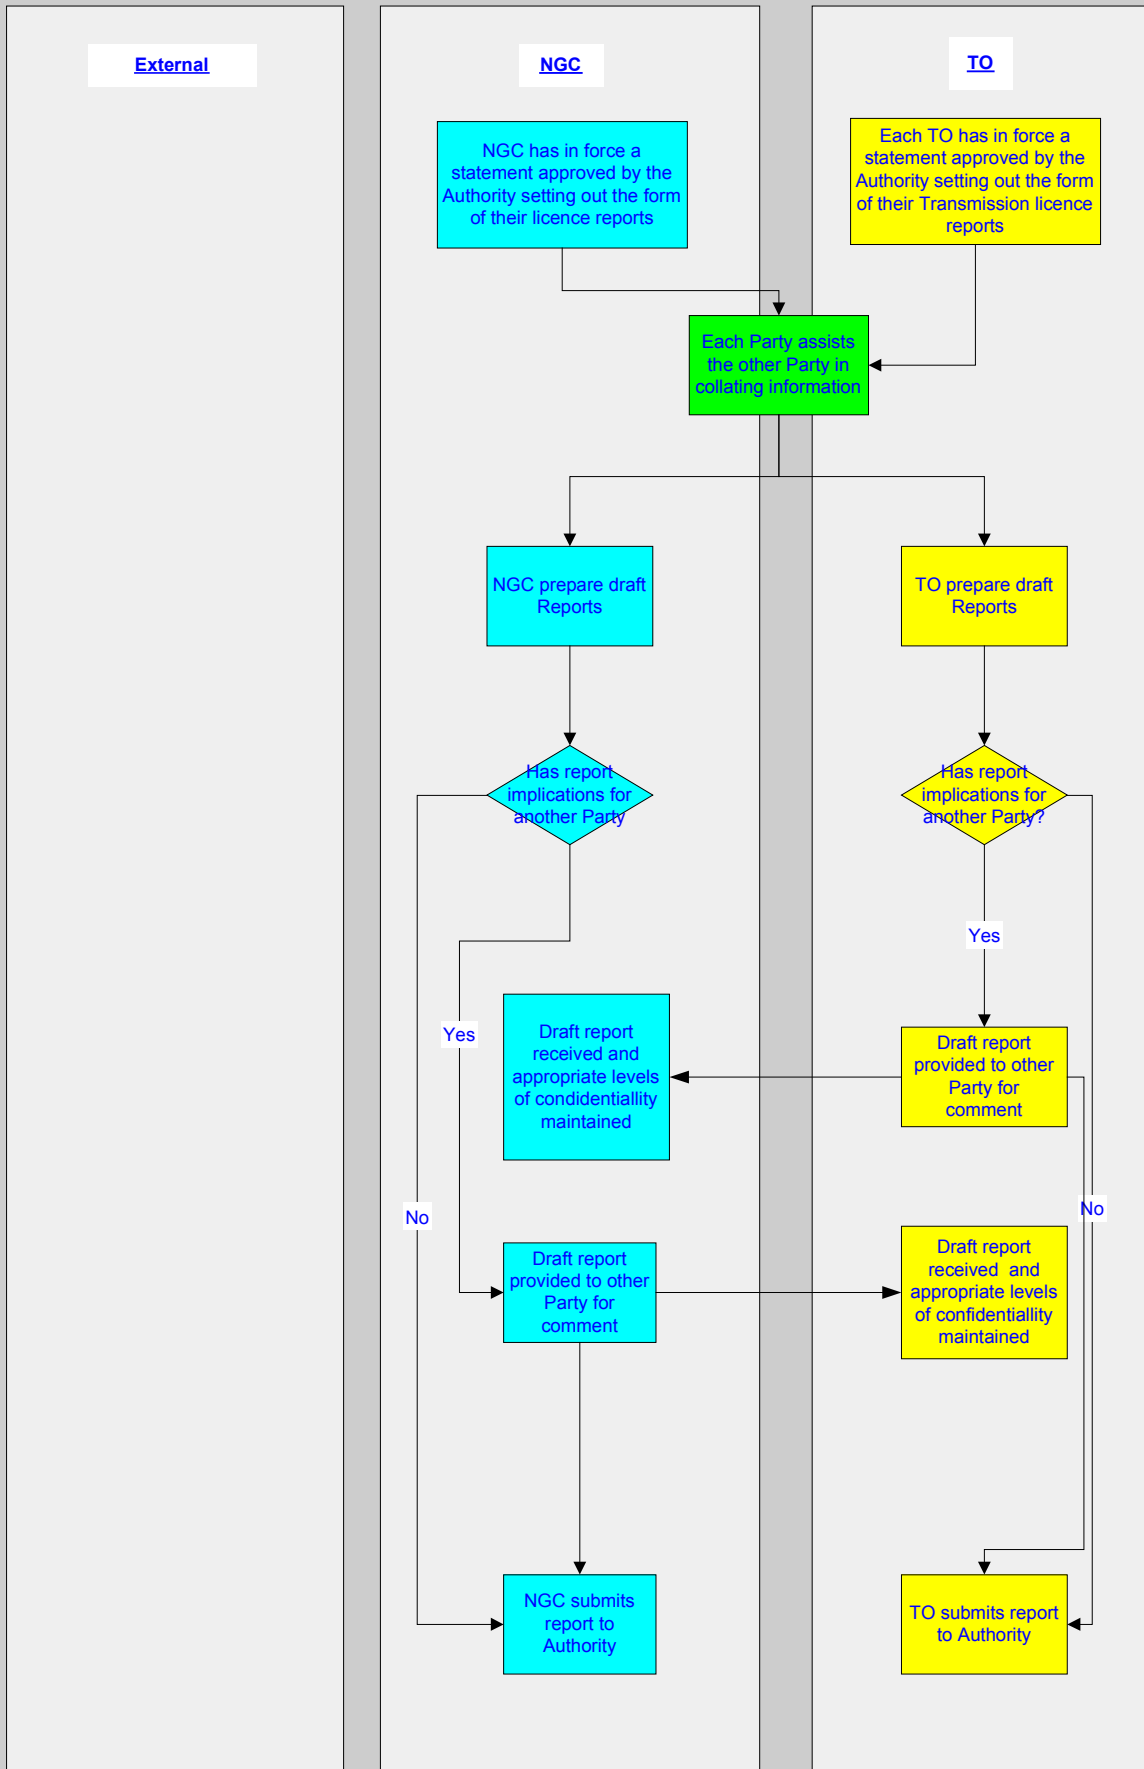 External
NGC
TO
NGC has in force a
statement approved by the
Authority setting out the form
of their licence reports
Each TO has in force a
statement approved by the
Authority setting out the form
of their Transmission licence
reports
Each Party assists
the other Party in
collating information
NGC prepare draft
Reports
TO prepare draft
Reports
Has report
implications for
another Party
Has report
implications for
another Party?
Yes
Draft report
received and
appropriate levels
of condidentiallity
maintained
Yes
Draft report
provided to other
Party for
comment
No
No
Draft report
provided to other
Party for
comment
Draft report
received  and
appropriate levels
of confidentiallity
maintained
NGC submits
report to
Authority
TO submits report
to Authority